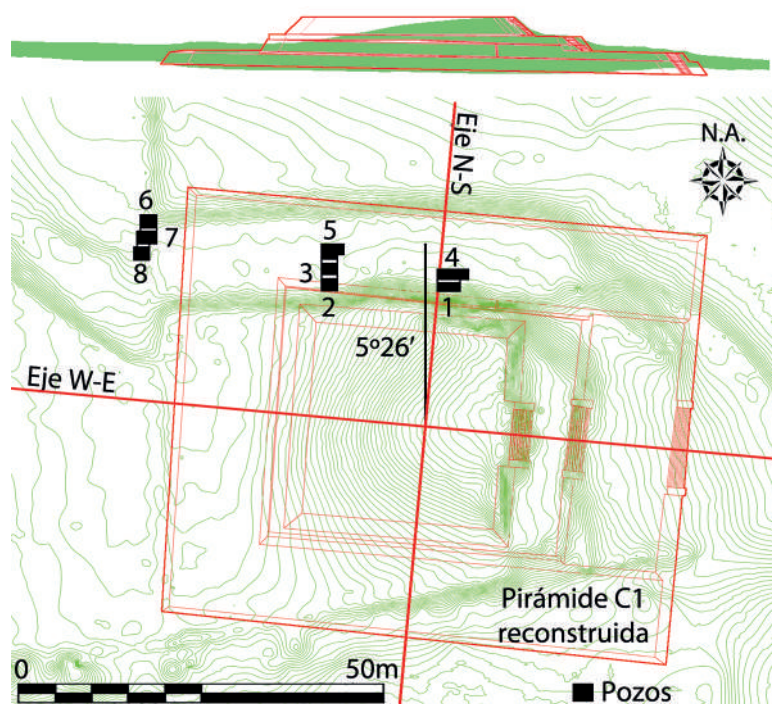 Eje N-S
N.A.
6
7
8
5
3
2
4
1
5º26’
Eje W-E
Pirámide C1
reconstruida
0
50m
Pozos